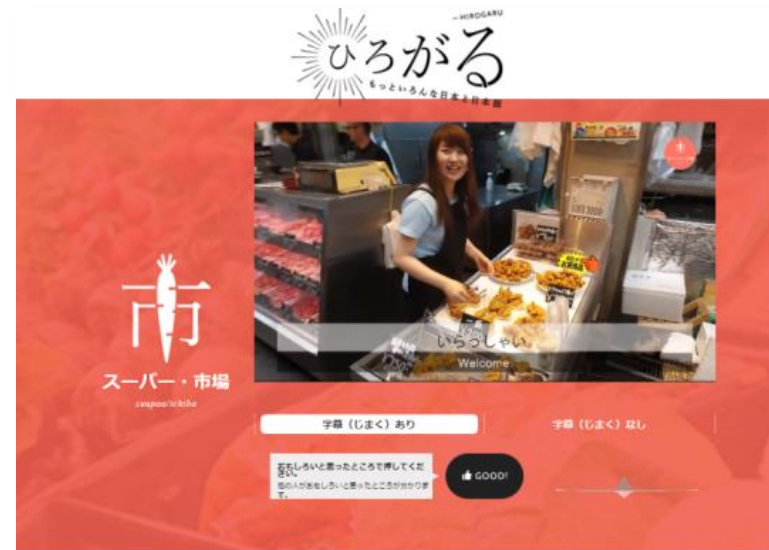 ~HIROGARU
ひろがる
もっといろんな日本と日本語
いらっしゃい
Welcome.
市
スーパー・市場
suupaa/ichiba
字幕(じまく)あり
字幕(じまく)なし
おもしろいと思ったところで押してくだ
さい。
他の人がおもしろいと思ったところが分かりま
す。
GOOD!